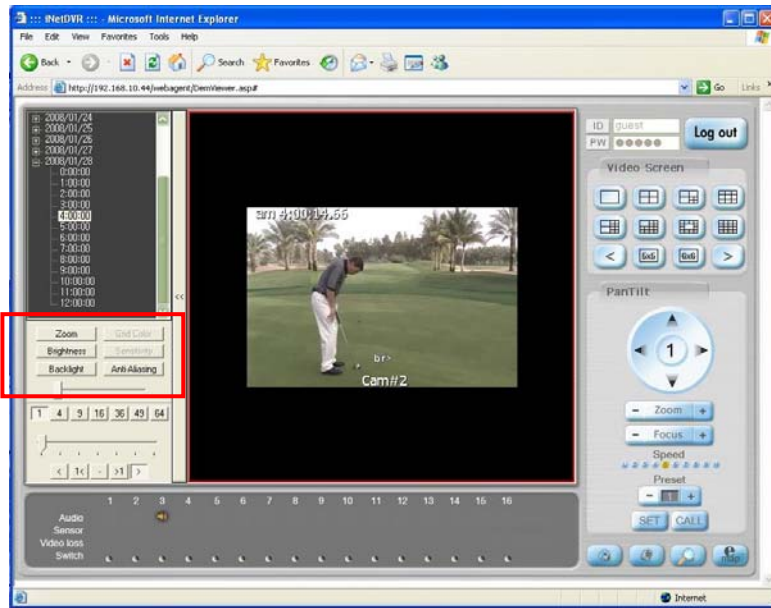 ::: iNetDVR ::: - Microsoft Internet Explorer
File Edit View Favorites Tools Help
Back Search Favorites
Address http://192.168.10.44/webagent/DemViewer.asp# Go Links
2008/01/24
2008/01/25
2008/01/26
2008/01/27
2008/01/28
0:00:00
1:00:00
2:00:00
3:00:00
4:00:00
5:00:00
6:00:00
7:00:00
8:00:00
9:00:00
10:00:00
11:00:00
12:00:00
<<
Zoom Grid Color
Brightness Sensitivity
Backlight Anti-Aliasing
1 4 9 16 36 49 64
< 1< - >1 >
am 4:00:14.66
br>
Cam#2
ID guest
PW
Log out
Video Screen
< 5x5 6x6 >
PanTilt
1
- Zoom +
- Focus +
Speed
Preset
- 1 +
SET CALL
e map
1 2 3 4 5 6 7 8 9 10 11 12 13 14 15 16
Audio
Sensor
Video loss
Switch
Internet